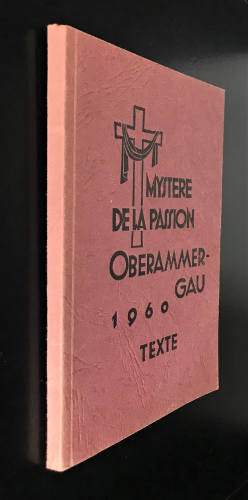 MYSTERE
DE LA PASSION
OBERAMMER-
GAU
1960
TEXTE